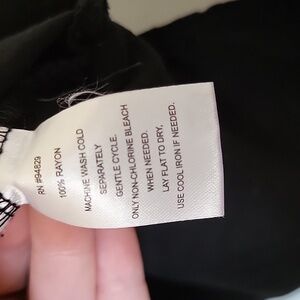 RN #94829
100% RAYON
MACHINE WASH COLD
SEPARATELY
GENTLE CYCLE.
ONLY NON-CHLORINE BLEACH
WHEN NEEDED.
LAY FLAT TO DRY.
USE COOL IRON IF NEEDED.